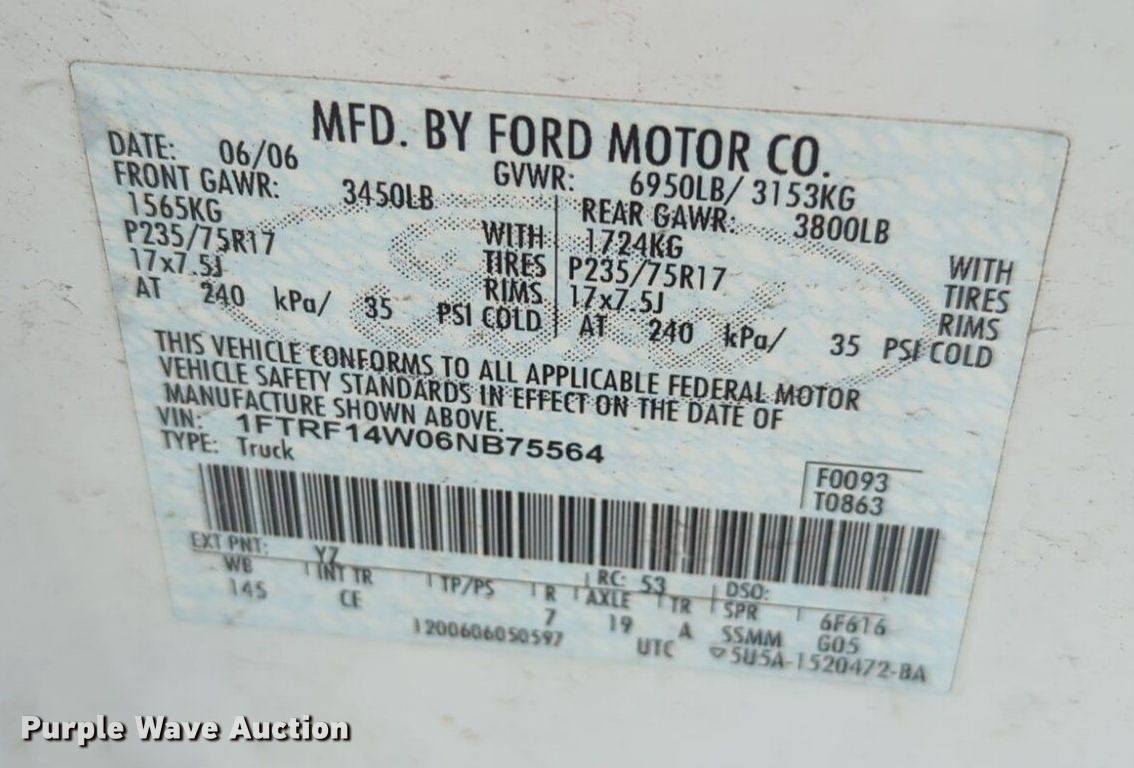 MFD. BY FORD MOTOR CO.
DATE: 06/06 GVWR: 6950LB/ 3153KG
FRONT GAWR: 3450LB REAR GAWR: 3800LB
1565KG WITH 1724KG WITH
P235/75R17 TIRES P235/75R17 TIRES
17x7.5J RIMS 17x7.5J RIMS
AT 240 kPa/ 35 PSI COLD AT 240 kPa/ 35 PSI COLD
THIS VEHICLE CONFORMS TO ALL APPLICABLE FEDERAL MOTOR
VEHICLE SAFETY STANDARDS IN EFFECT ON THE DATE OF
MANUFACTURE SHOWN ABOVE.
VIN: 1FTRF14W06NB75564
TYPE: Truck
F0093
T0863
EXT PNT: YZ RC: 53 DSO:
WB INT TR TP/PS R AXLE TR SPR 6F616
145 CE 7 19 A SSMM G05
1200606050597 UTC ▽5U5A-1520472-BA
Purple Wave Auction